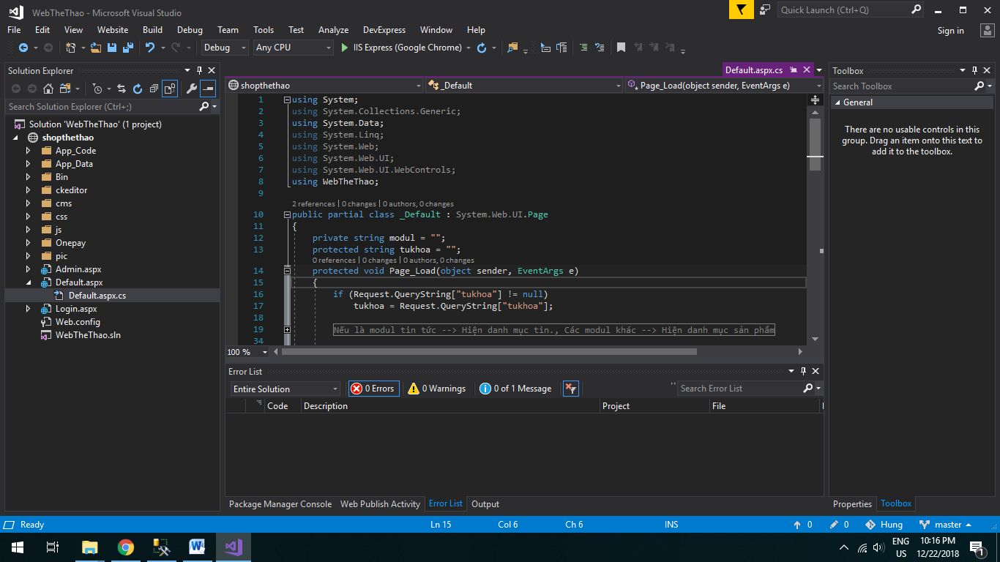 WebTheThao - Microsoft Visual Studio
Quick Launch (Ctrl+Q)
File Edit View Website Build Debug Team Tools Test Analyze DevExpress Window Help
Sign in
Debug Any CPU IIS Express (Google Chrome)
Solution Explorer
Search Solution Explorer (Ctrl+;)
Solution 'WebTheThao' (1 project)
shopthethao
App_Code
App_Data
Bin
ckeditor
cms
css
js
Onepay
pic
Admin.aspx
Default.aspx
Default.aspx.cs
Login.aspx
Web.config
WebTheThao.sln
Default.aspx.cs
shopthethao _Default Page_Load(object sender, EventArgs e)
1 using System;
2 using System.Collections.Generic;
3 using System.Data;
4 using System.Linq;
5 using System.Web;
6 using System.Web.UI;
7 using System.Web.UI.WebControls;
8 using WebTheThao;
9
2 references | 0 changes | 0 authors, 0 changes
10 public partial class _Default : System.Web.UI.Page
11 {
12 private string modul = "";
13 protected string tukhoa = "";
0 references | 0 changes | 0 authors, 0 changes
14 protected void Page_Load(object sender, EventArgs e)
15 {
16 if (Request.QueryString["tukhoa"] != null)
17 tukhoa = Request.QueryString["tukhoa"];
18
19 Nếu là modul tin tức --> Hiện danh mục tin., Các modul khác --> Hiện danh mục sản phẩm
34
100 %
Error List
Entire Solution 0 Errors 0 Warnings 0 of 1 Message Search Error List
Code Description Project File
Package Manager Console Web Publish Activity Error List Output
Toolbox
Search Toolbox
General
There are no usable controls in this
group. Drag an item onto this text to
add it to the toolbox.
Properties Toolbox
Ready Ln 15 Col 6 Ch 6 INS 0 0 Hung master
ENG
US
10:16 PM
12/22/2018
1